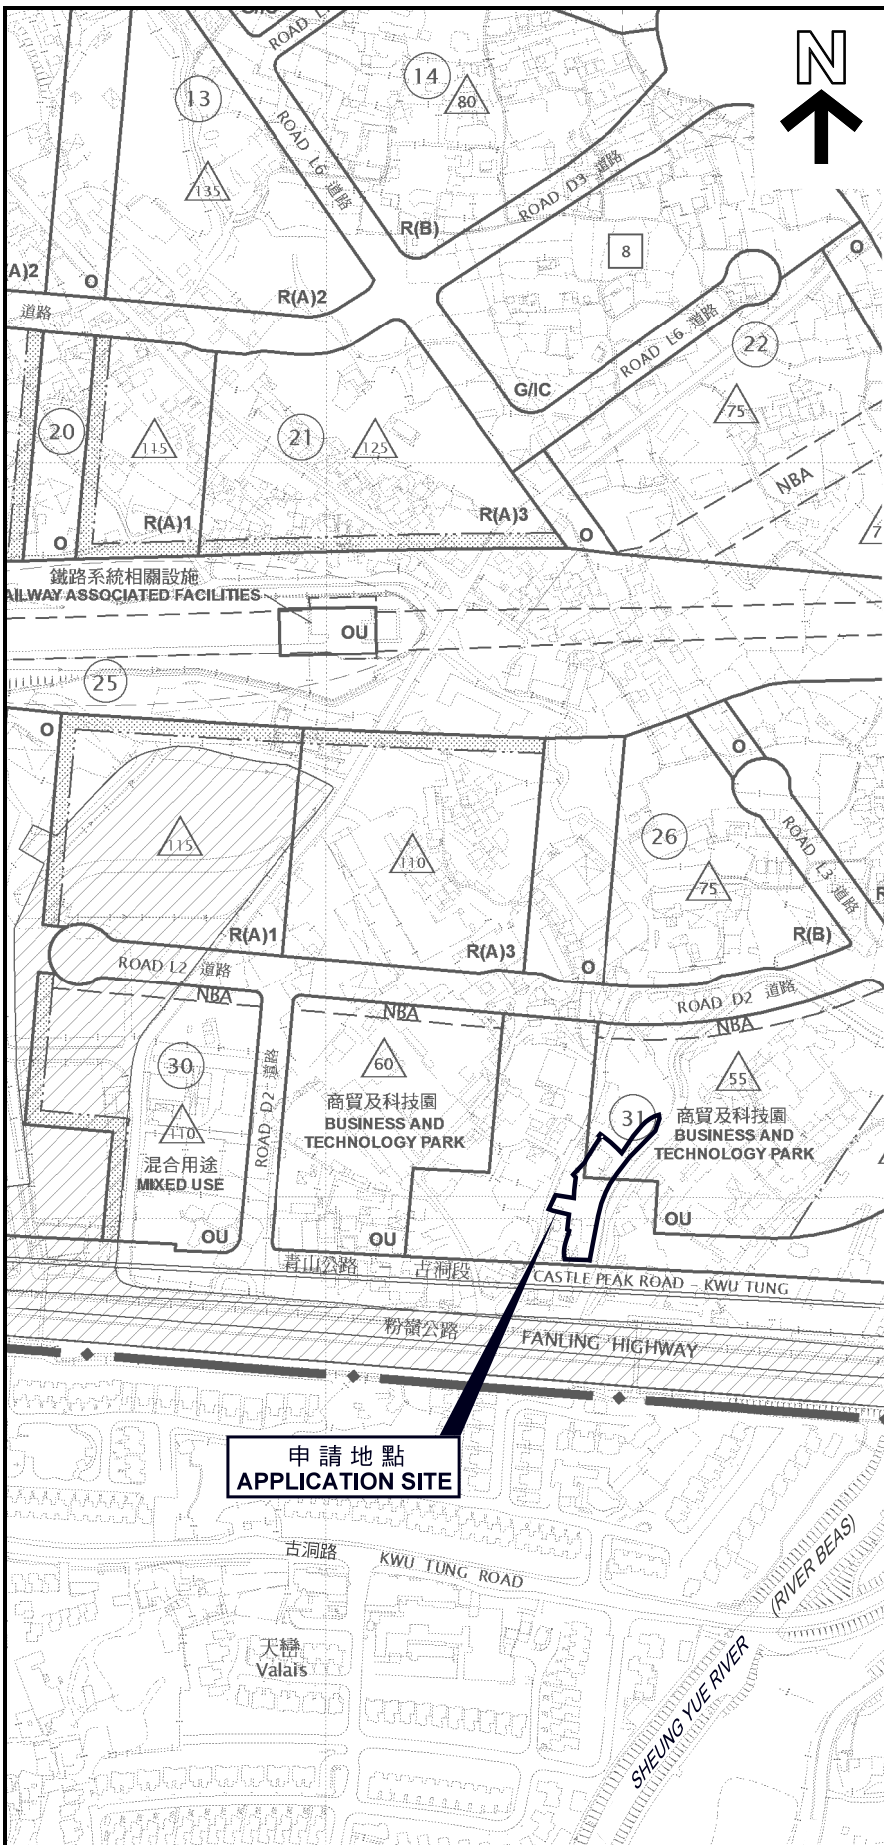 N
ROAD L6 道路
13
14
80
135
ROAD D3 道路
R(B)
8
O
A)2
O
R(A)2
道路
ROAD L6 道路
22
G/IC
75
20
115
21
125
NBA
R(A)1
R(A)3
O
O
鐵路系統相關設施
AILWAY ASSOCIATED FACILITIES
OU
25
O
O
115
110
26
75
ROAD L3 道路
R(A)1
R(A)3
O
R(B)
ROAD L2 道路
NBA
NBA
ROAD D2 道路
NBA
30
ROAD D2 道路
60
55
商貿及科技園
BUSINESS AND
TECHNOLOGY PARK
31
商貿及科技園
BUSINESS AND
TECHNOLOGY PARK
110
混合用途
MIXED USE
OU
OU
OU
青山公路 - 古洞段
CASTLE PEAK ROAD - KWU TUNG
粉嶺公路
FANLING HIGHWAY
申請地點
APPLICATION SITE
古洞路
KWU TUNG ROAD
(RIVER BEAS)
天巒
Valais
SHEUNG YUE RIVER